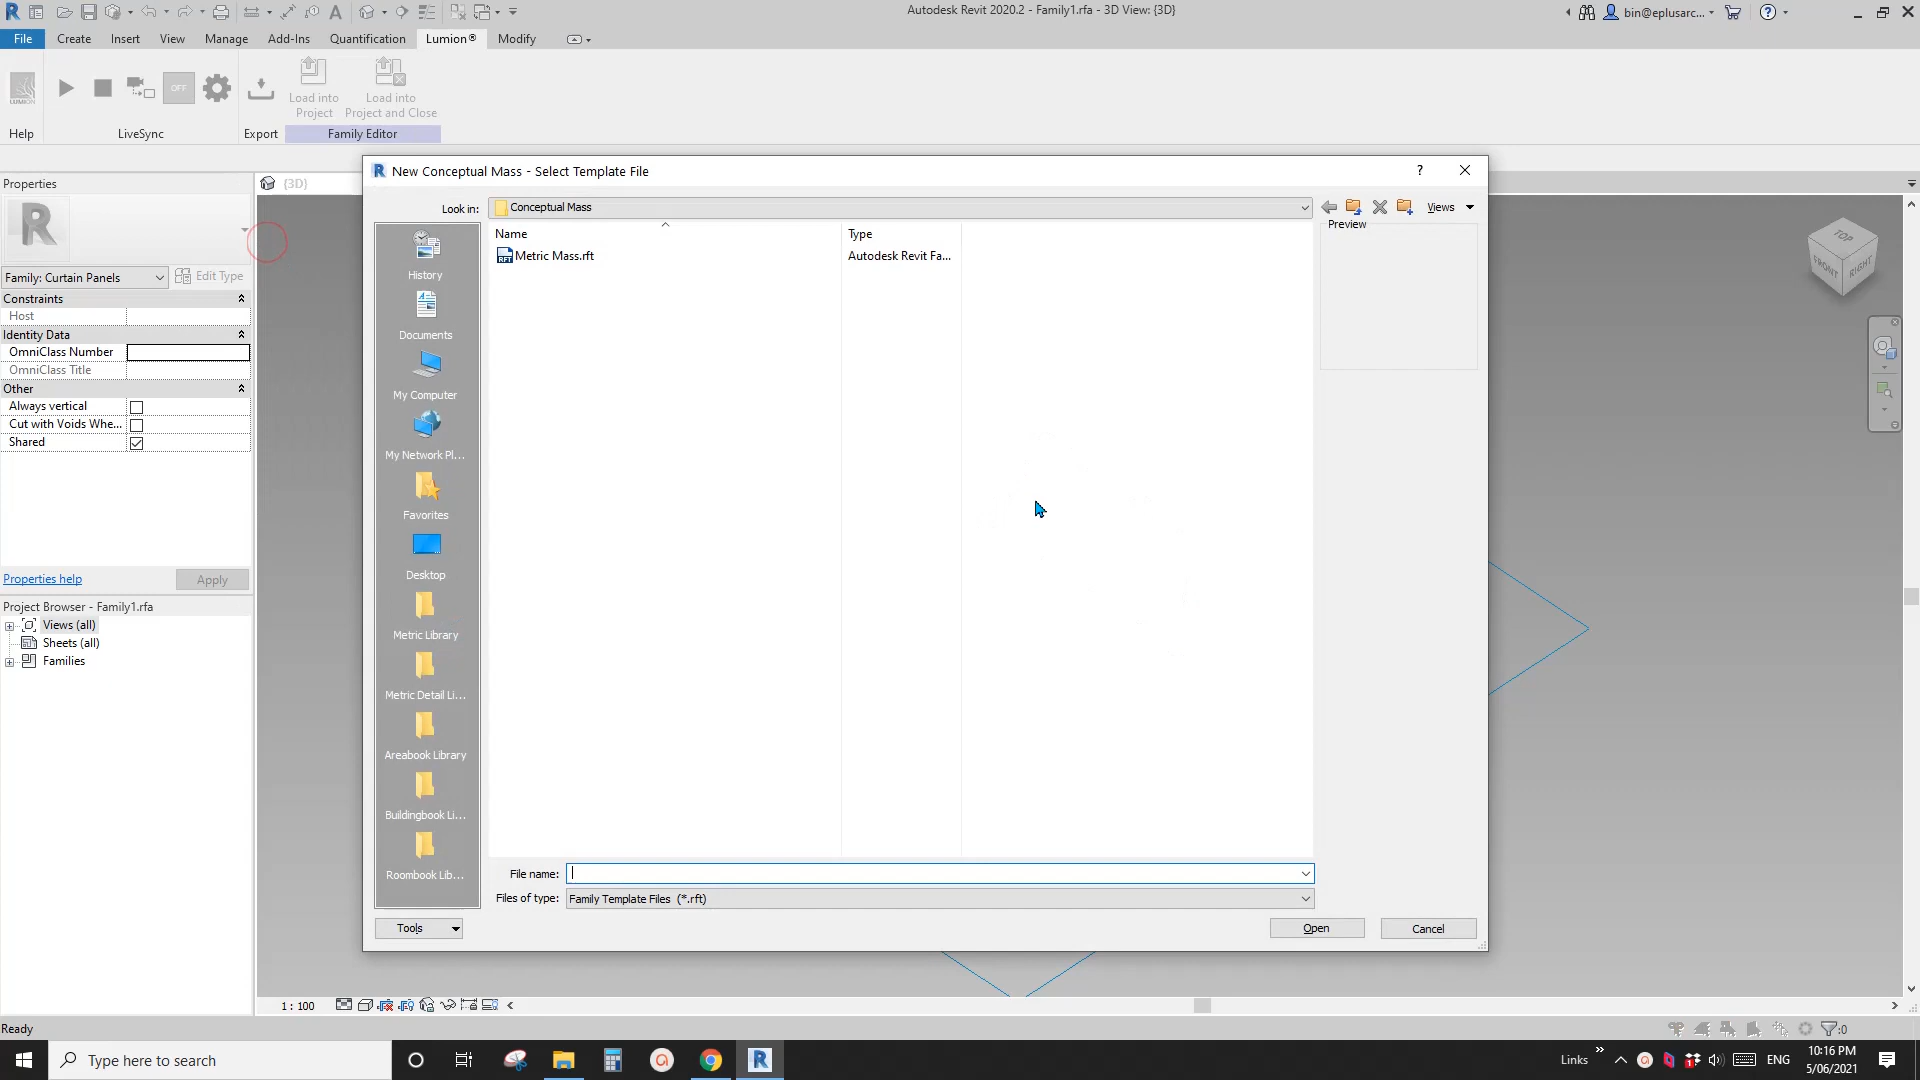 Autodesk Revit 2020.2 - Family1.rfa - 3D View: {3D}
bin@eplusarc...
File Create Insert View Manage Add-Ins Quantification Lumion® Modify
LUMION
OFF
Load into Project
Load into Project and Close
Help LiveSync Export Family Editor
Properties
{3D}
Family: Curtain Panels Edit Type
Constraints
Host
Identity Data
OmniClass Number
OmniClass Title
Other
Always vertical
Cut with Voids Whe...
Shared
Properties help Apply
Project Browser - Family1.rfa
Views (all)
Sheets (all)
Families
New Conceptual Mass - Select Template File
Look in: Conceptual Mass Views
Name Type Preview
Metric Mass.rft Autodesk Revit Fa...
History
Documents
My Computer
My Network Pl...
Favorites
Desktop
Metric Library
Metric Detail Li...
Areabook Library
Buildingbook Li...
Roombook Lib...
File name:
Files of type: Family Template Files (*.rft)
Tools Open Cancel
TOP
FRONT RIGHT
1 : 100
Ready
:0
Type here to search
Links
ENG
10:16 PM
5/06/2021